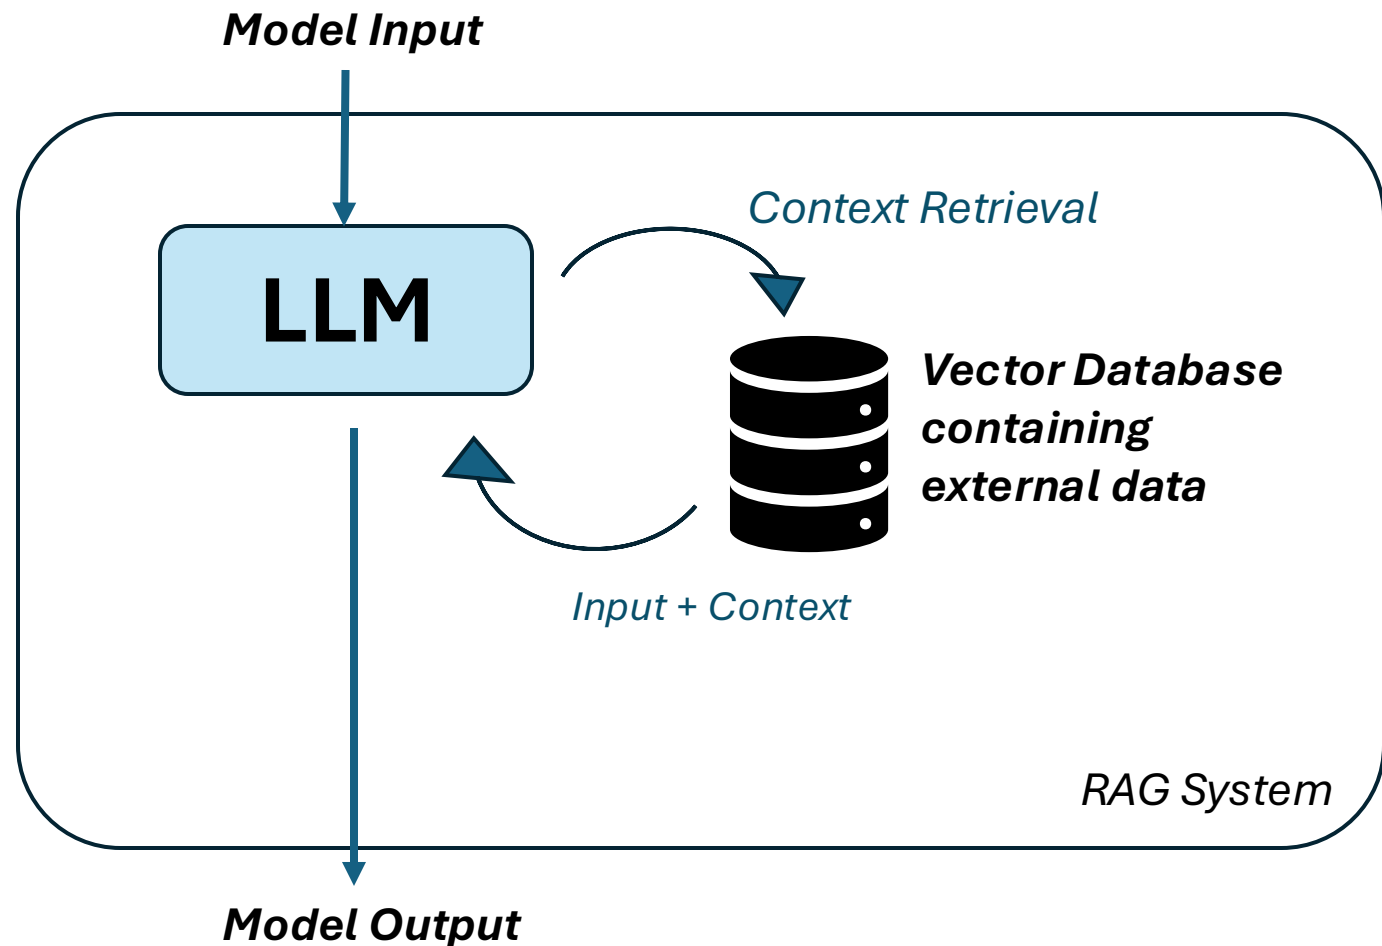 Model Input
Context Retrieval
LLM
Vector Database
containing
external data
Input + Context
RAG System
Model Output